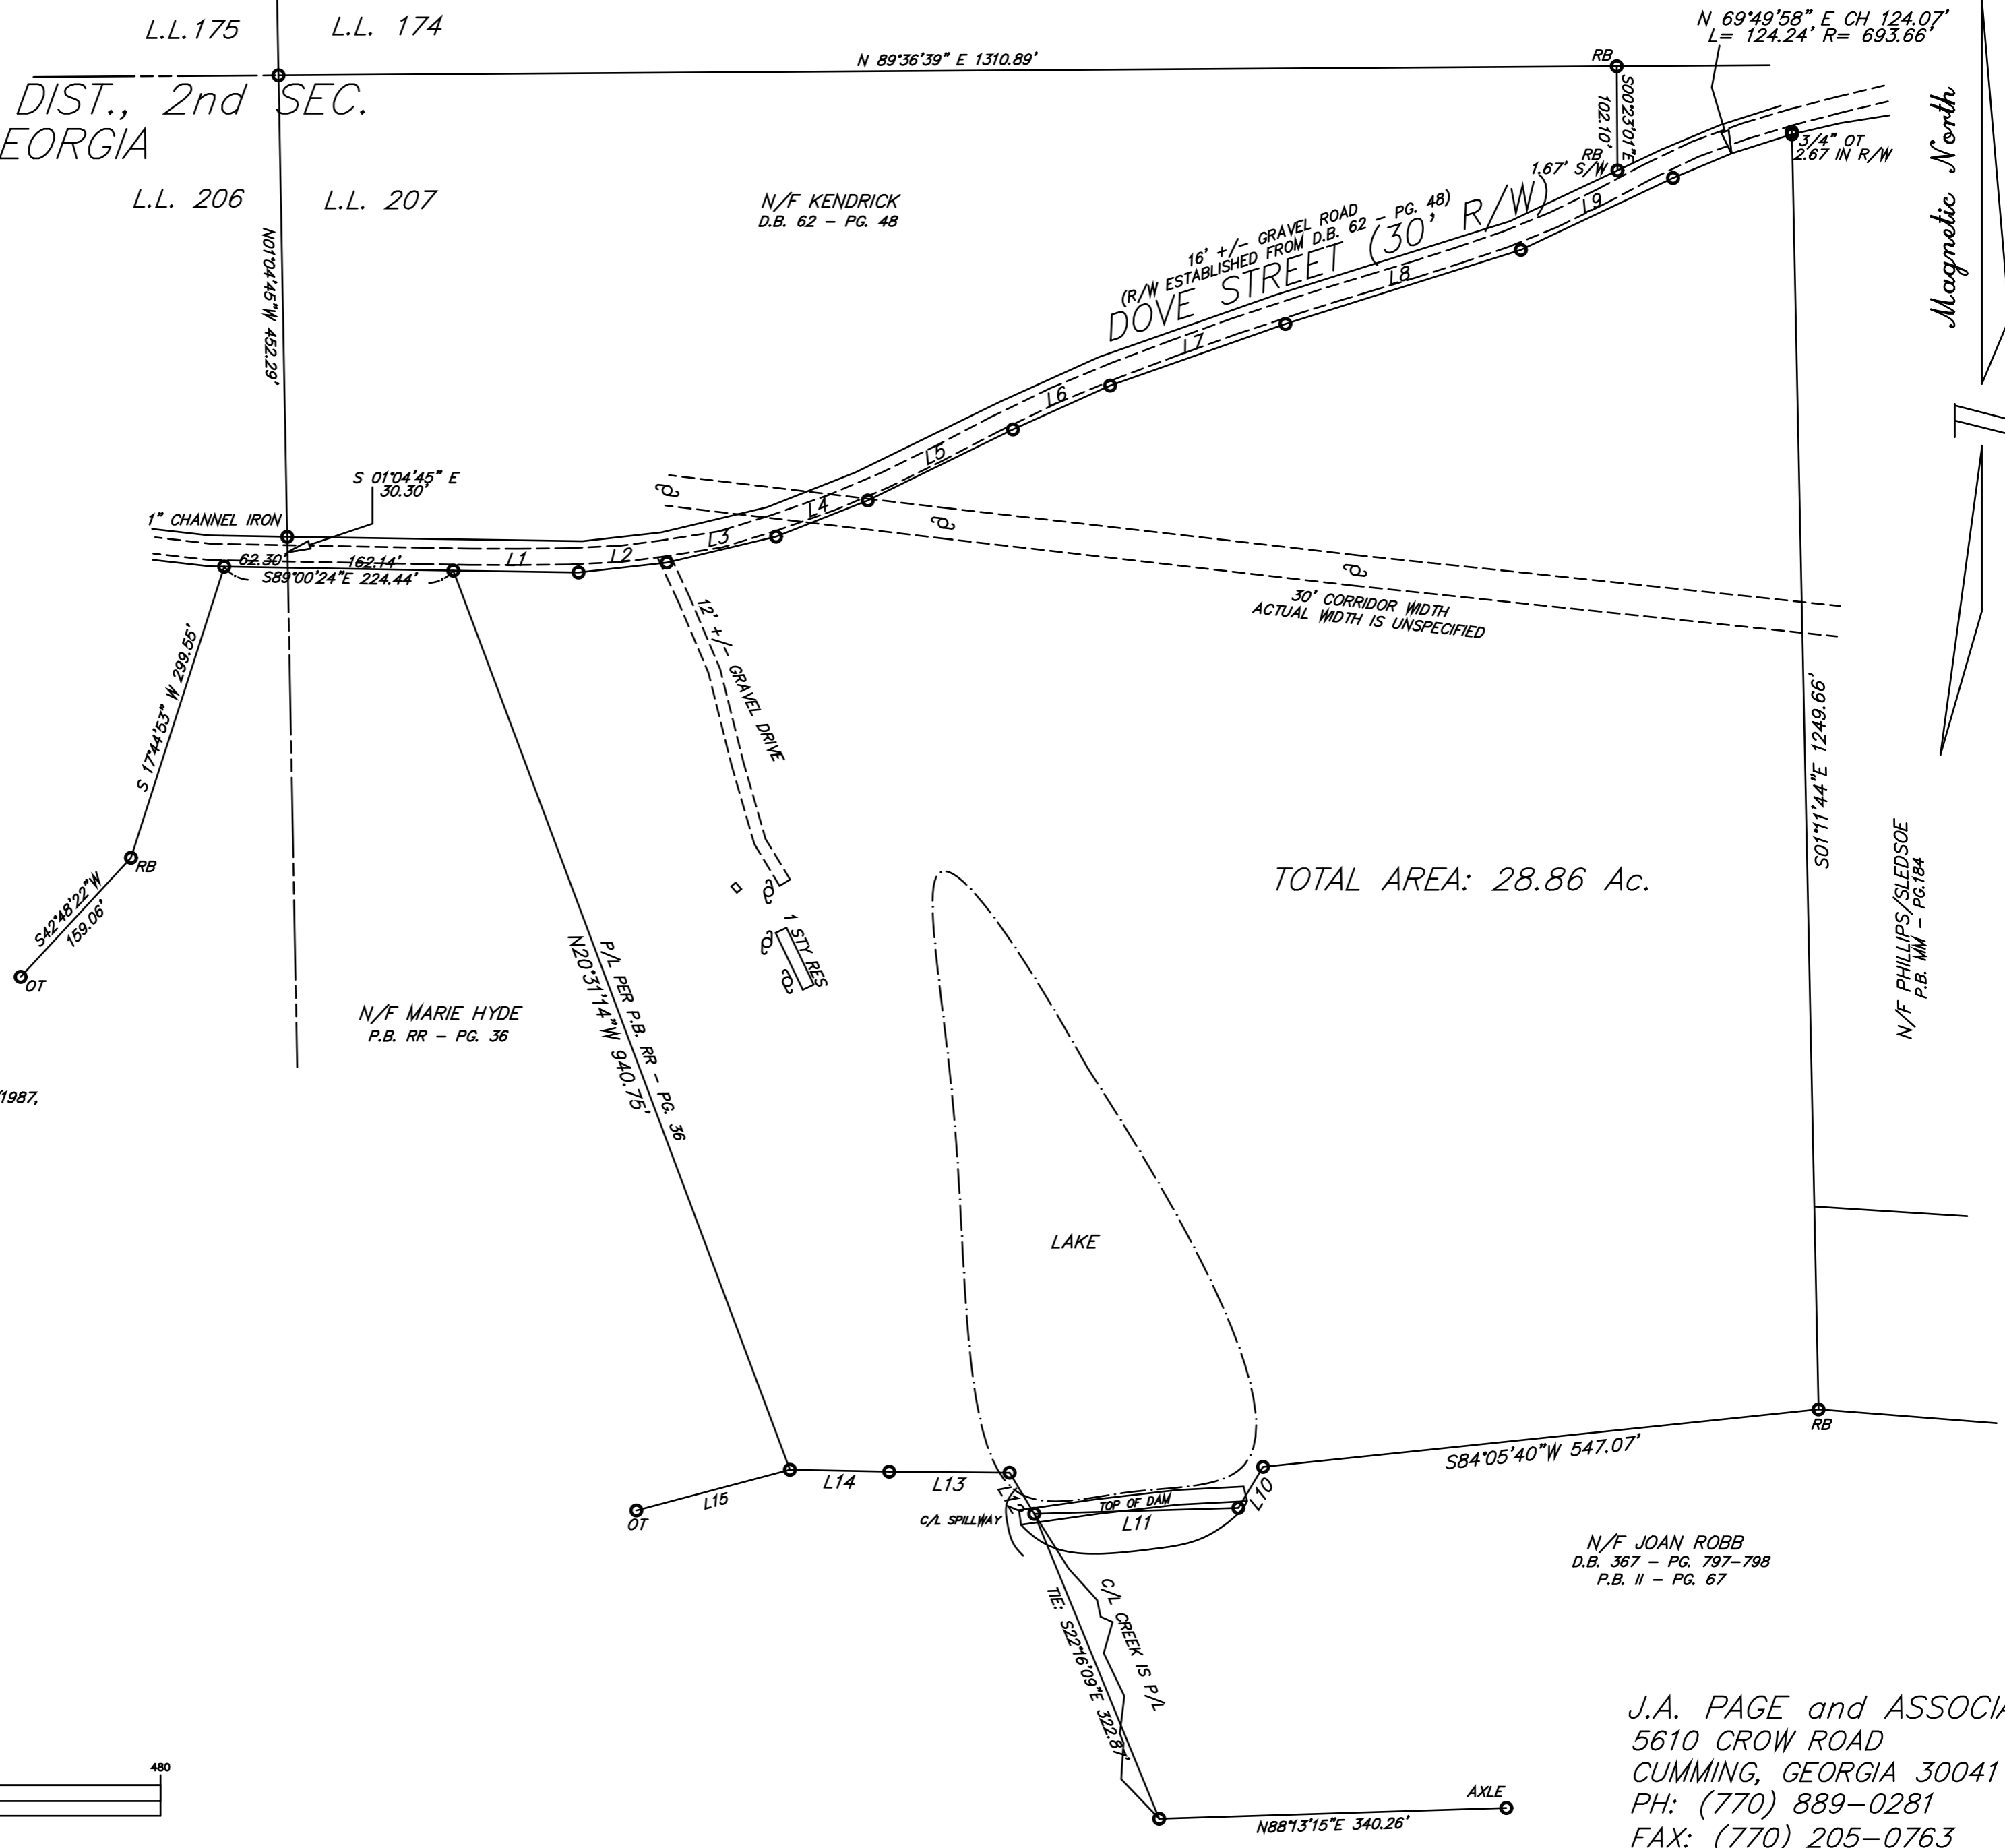 L.L.175
L.L. 174
N 89°36'39" E 1310.89'
N 69°49'58" E CH 124.07'
L= 124.24' R= 693.66'
RB
DIST., 2nd SEC.
EORGIA
S00°23'01"E
102.10'
RB
1.67' S/W
3/4" OT
2.67 IN R/W
Magnetic North
L.L. 206
L.L. 207
N/F KENDRICK
D.B. 62 - PG. 48
16' +/- GRAVEL ROAD
(R/W ESTABLISHED FROM D.B. 62 - PG. 48)
DOVE STREET (30' R/W)
N01°04'45"W 452.29'
L9
L8
L7
L6
L5
L4
L3
L2
L1
S 01°04'45" E
30.30'
1" CHANNEL IRON
62.30'
162.14'
S89°00'24"E 224.44'
30' CORRIDOR WIDTH
ACTUAL WIDTH IS UNSPECIFIED
12' +/- GRAVEL DRIVE
S 17°44'53" W 299.55'
RB
S42°48'22"W
159.06'
OT
S01°11'44"E 1249.66'
N/F PHILLIPS/SLEDSOE
P.B. MM - PG.184
TOTAL AREA: 28.86 Ac.
1 STY RES
P/L PER P.B. RR - PG. 36
N20°31'14"W 940.75'
N/F MARIE HYDE
P.B. RR - PG. 36
/1987,
LAKE
RB
S84°05'40"W 547.07'
L15
L14
L13
L12
L10
TOP OF DAM
L11
OT
C/L SPILLWAY
N/F JOAN ROBB
D.B. 367 - PG. 797-798
P.B. II - PG. 67
C/L CREEK IS P/L
TIE: S22°16'09"E 322.87'
AXLE
N88°13'15"E 340.26'
480
J.A. PAGE and ASSOCIA
5610 CROW ROAD
CUMMING, GEORGIA 30041
PH: (770) 889-0281
FAX: (770) 205-0763